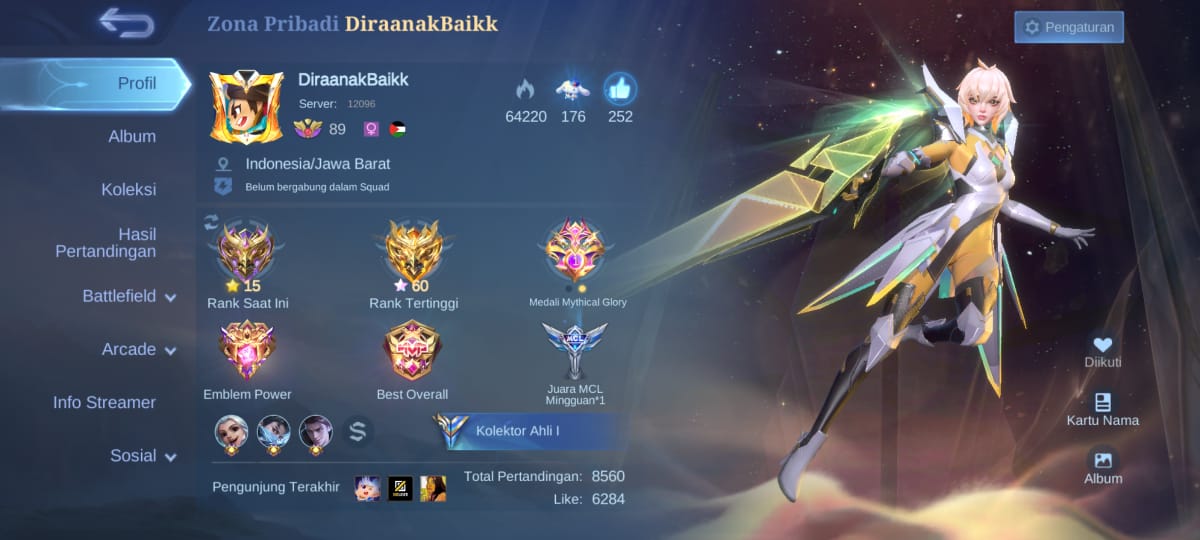 Zona Pribadi DiraanakBaikk
Pengaturan
Profil
Album
Koleksi
Hasil
Pertandingan
Battlefield
Arcade
Info Streamer
Sosial
DiraanakBaikk
Server: 12096
89
64220 176 252
Indonesia/Jawa Barat
Belum bergabung dalam Squad
15
Rank Saat Ini
60
Rank Tertinggi
1
Medali Mythical Glory
Emblem Power
Best Overall
MCL
Juara MCL
Mingguan*1
Kolektor Ahli I
Pengunjung Terakhir
Total Pertandingan: 8560
Like: 6284
Diikuti
Kartu Nama
Album